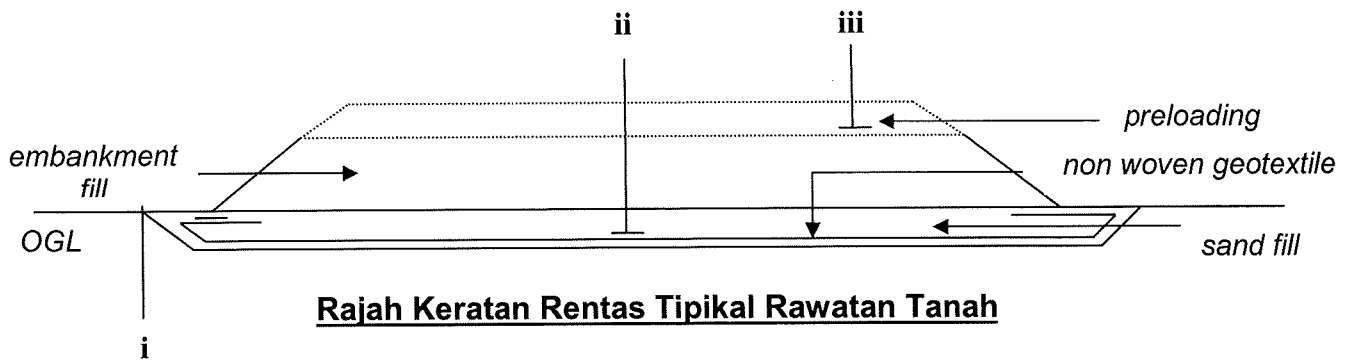 ii
iii
preloading
embankment
fill
non woven geotextile
OGL
sand fill
Rajah Keratan Rentas Tipikal Rawatan Tanah
i